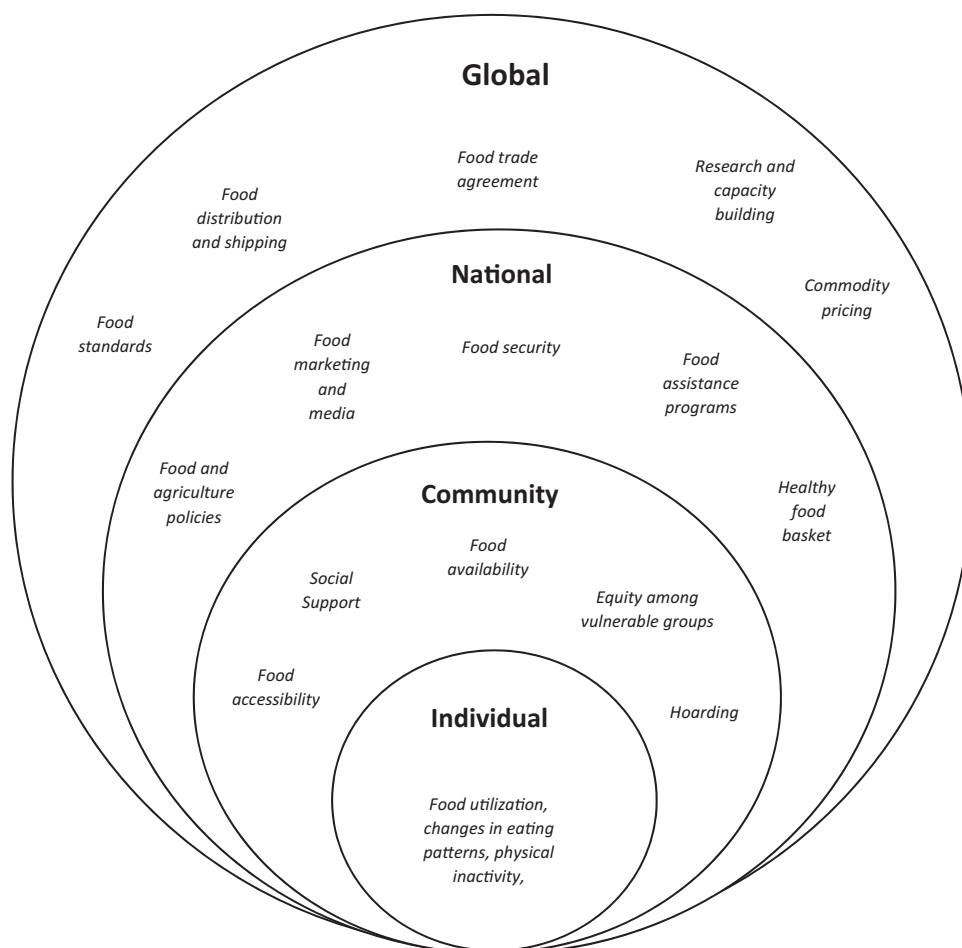 Global
Food trade
agreement
Research and
capacity
building
Food
distribution
and shipping
Commodity
pricing
Food
standards
National
Food
marketing
and
media
Food security
Food
assistance
programs
Food and
agriculture
policies
Healthy
food
basket
Community
Food
availability
Social
Support
Equity among
vulnerable groups
Food
accessibility
Hoarding
Individual
Food utilization,
changes in eating
patterns, physical
inactivity,